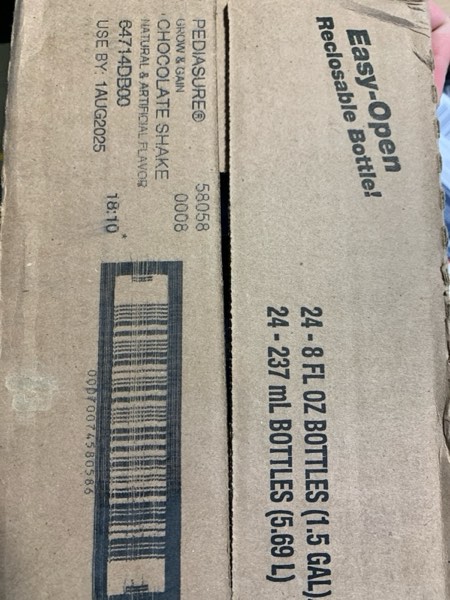 Easy-Open
Reclosable Bottle!
24 - 8 FL OZ BOTTLES (1.5 GAL)
24 - 237 mL BOTTLES (5.69 L)
PEDIASURE® 58058
GROW & GAIN
CHOCOLATE SHAKE 0008
NATURAL & ARTIFICIAL FLAVOR
64714DB00
USE BY: 1AUG2025 18:10
00070074580586